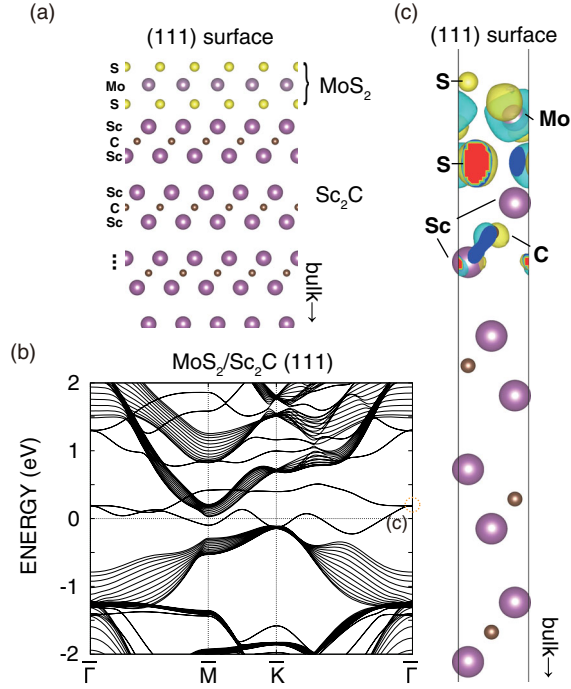 (a)
(111) surface
S
Mo
S
MoS₂
Sc
C
Sc
Sc
C
Sc
Sc₂C
⋮
bulk→
(b)
MoS₂/Sc₂C (111)
ENERGY (eV)
2
1
0
-1
-2
(c)
Γ̅
M̅
K̅
Γ̅
(c)
(111) surface
S
Mo
S
Sc
C
bulk→